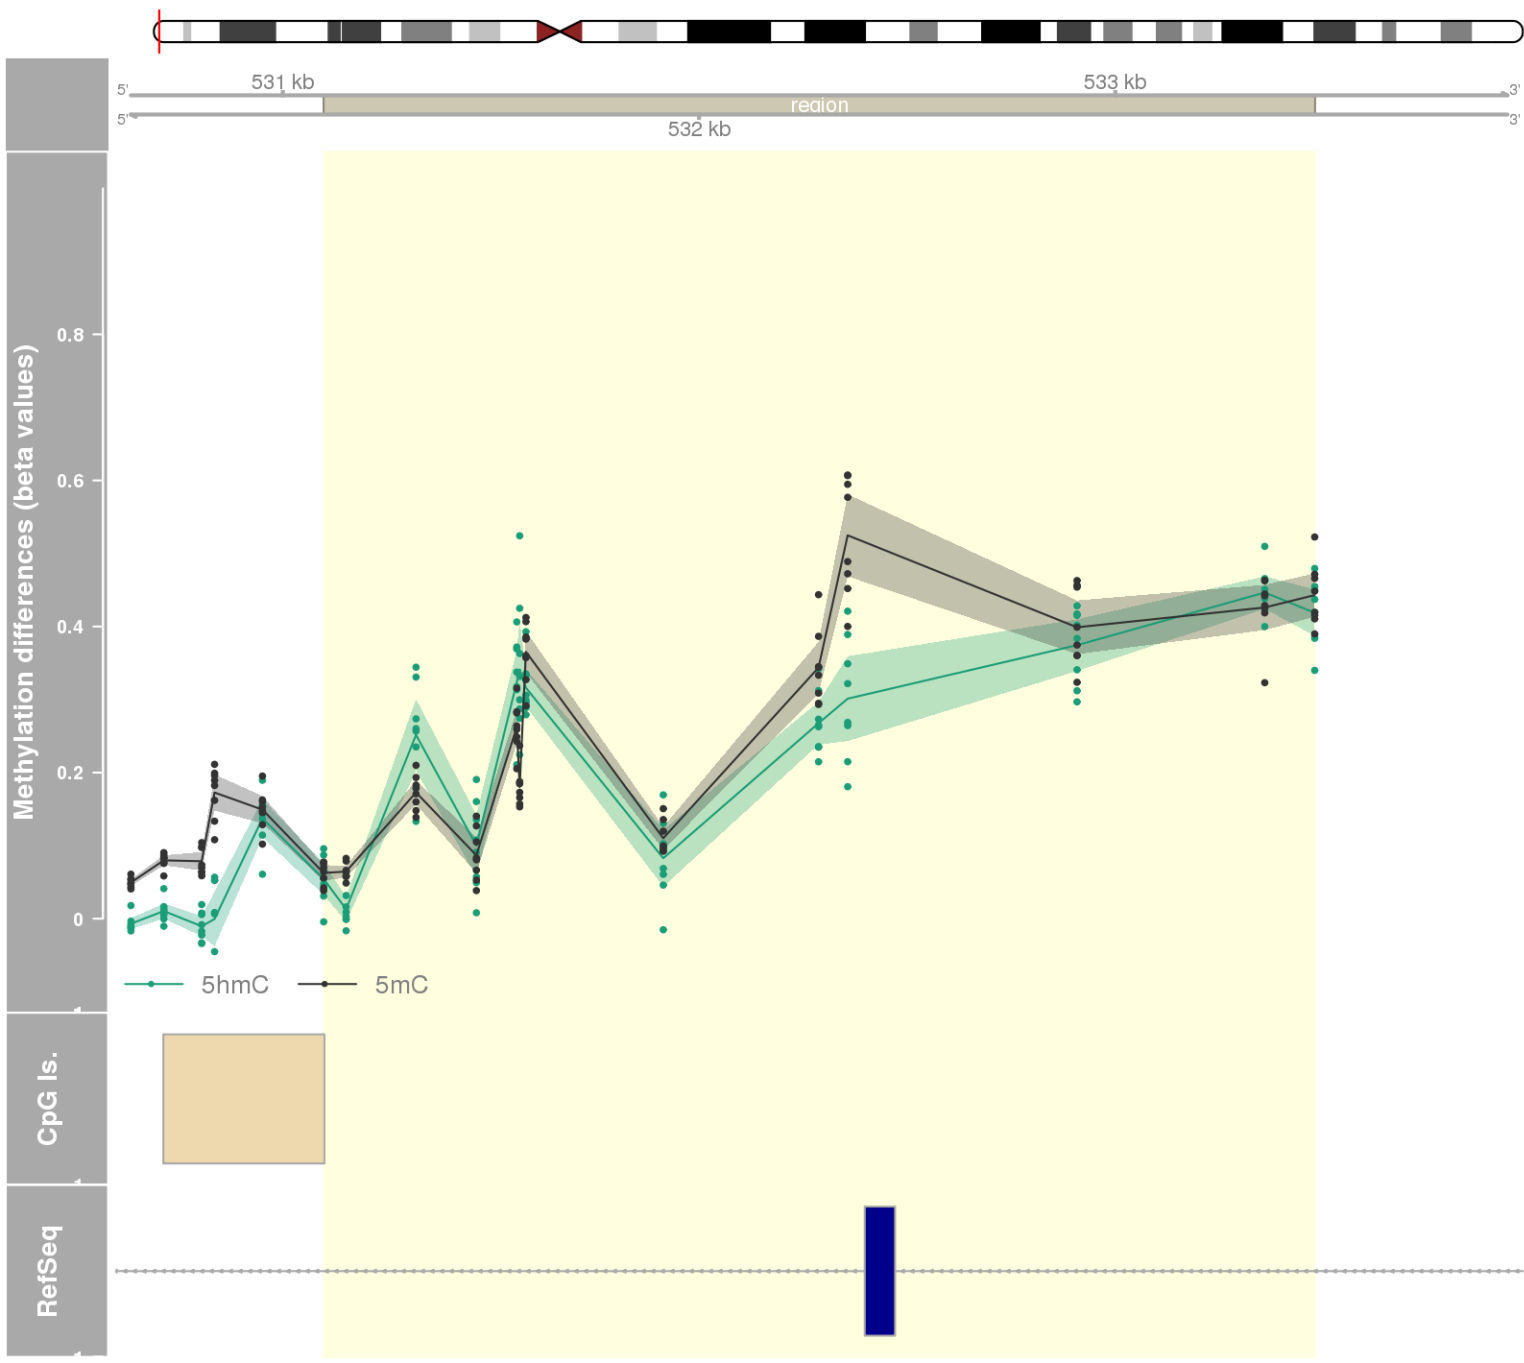 531 kb
533 kb
5'
3'
region
5'
3'
532 kb
Methylation differences (beta values)
0.8
0.6
0.4
0.2
0
5hmC
5mC
CpG Is.
RefSeq